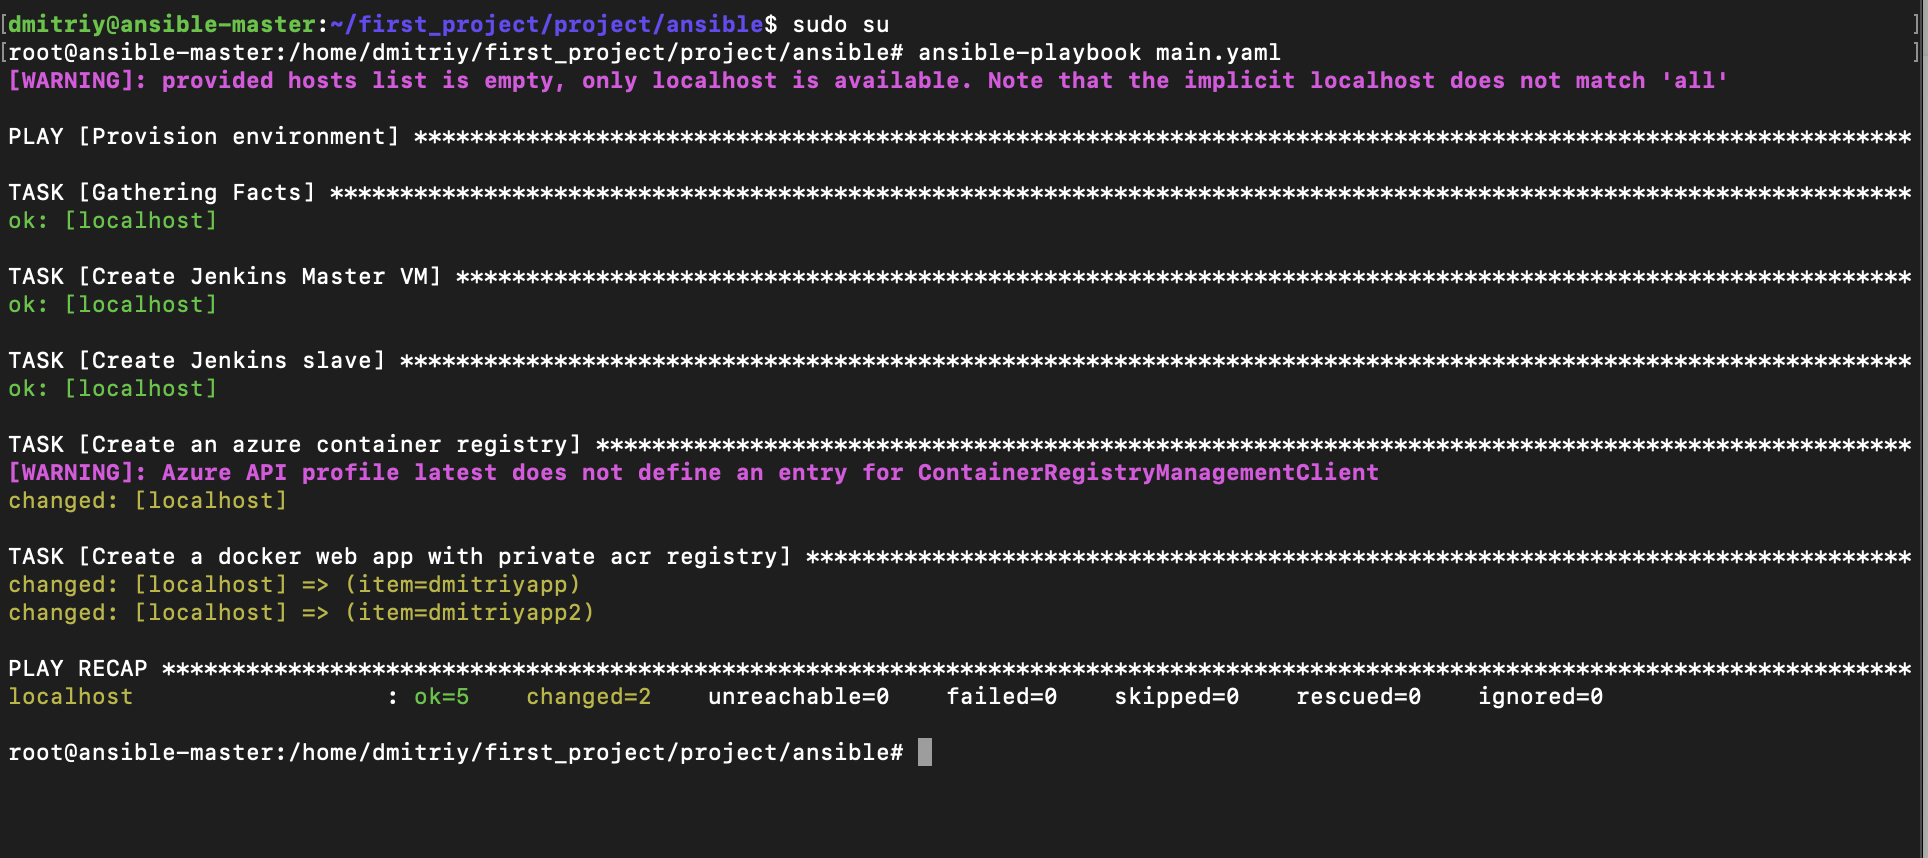 [dmitriy@ansible-master:~/first_project/project/ansible$ sudo su ]
[root@ansible-master:/home/dmitriy/first_project/project/ansible# ansible-playbook main.yaml ]
[WARNING]: provided hosts list is empty, only localhost is available. Note that the implicit localhost does not match 'all'
PLAY [Provision environment] ***********************************************************************************************************
TASK [Gathering Facts] *****************************************************************************************************************
ok: [localhost]
TASK [Create Jenkins Master VM] ********************************************************************************************************
ok: [localhost]
TASK [Create Jenkins slave] ************************************************************************************************************
ok: [localhost]
TASK [Create an azure container registry] **********************************************************************************************
[WARNING]: Azure API profile latest does not define an entry for ContainerRegistryManagementClient
changed: [localhost]
TASK [Create a docker web app with private acr registry] *******************************************************************************
changed: [localhost] => (item=dmitriyapp)
changed: [localhost] => (item=dmitriyapp2)
PLAY RECAP *****************************************************************************************************************************
localhost                  : ok=5    changed=2    unreachable=0    failed=0    skipped=0    rescued=0    ignored=0
root@ansible-master:/home/dmitriy/first_project/project/ansible#